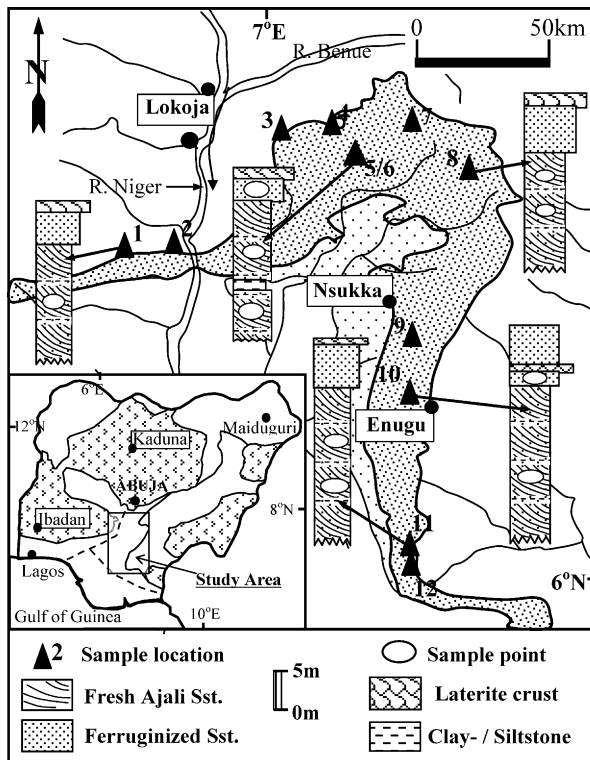 7°E
0 50km
R. Benue
N
Lokoja
3 4 7
5/6 8
R. Niger
1 2
Nsukka
9
10
Enugu
11
12
6°N
6°E
12°N
Maiduguri
Kaduna
ABUJA
8°N
Ibadan
Lagos
Study Area
Gulf of Guinea
10°E
2 Sample location
Fresh Ajali Sst.
Ferruginized Sst.
5m
0m
Sample point
Laterite crust
Clay- / Siltstone